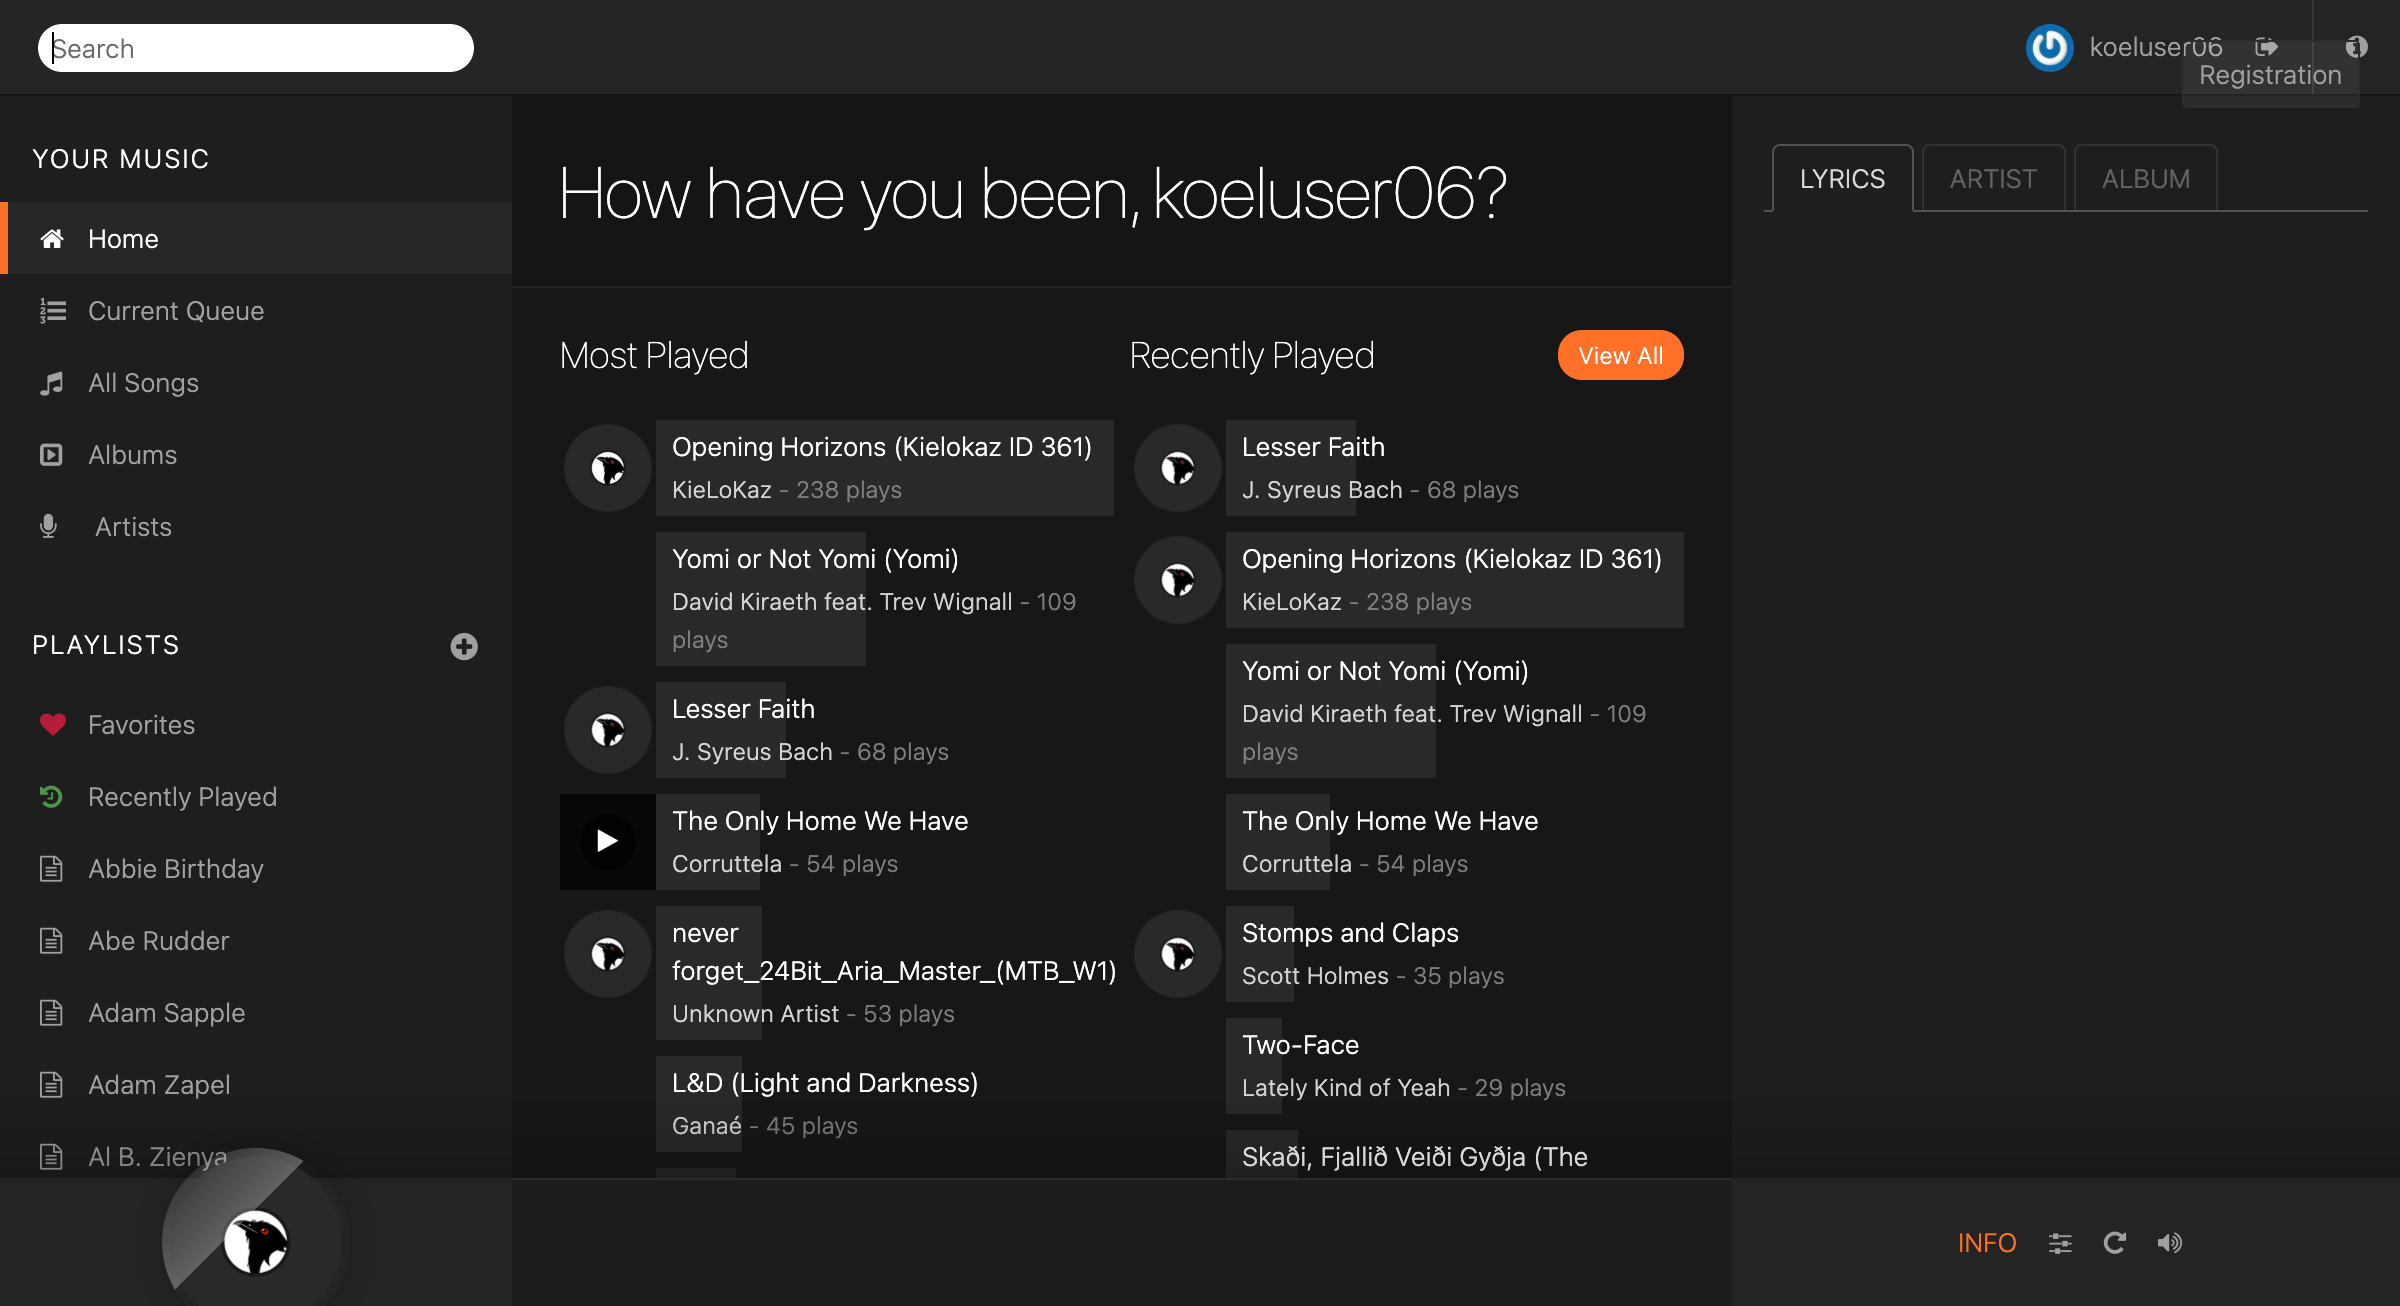 Search
koeluser06
Registration
YOUR MUSIC
Home
Current Queue
All Songs
Albums
Artists
PLAYLISTS
Favorites
Recently Played
Abbie Birthday
Abe Rudder
Adam Sapple
Adam Zapel
Al B. Zienya
How have you been, koeluser06?
Most Played
Opening Horizons (Kielokaz ID 361)
KieLoKaz - 238 plays
Yomi or Not Yomi (Yomi)
David Kiraeth feat. Trev Wignall - 109
plays
Lesser Faith
J. Syreus Bach - 68 plays
The Only Home We Have
Corruttela - 54 plays
never
forget_24Bit_Aria_Master_(MTB_W1)
Unknown Artist - 53 plays
L&D (Light and Darkness)
Ganaé - 45 plays
Recently Played
View All
Lesser Faith
J. Syreus Bach - 68 plays
Opening Horizons (Kielokaz ID 361)
KieLoKaz - 238 plays
Yomi or Not Yomi (Yomi)
David Kiraeth feat. Trev Wignall - 109
plays
The Only Home We Have
Corruttela - 54 plays
Stomps and Claps
Scott Holmes - 35 plays
Two-Face
Lately Kind of Yeah - 29 plays
Skaði, Fjallið Veiði Gyðja (The
LYRICS
ARTIST
ALBUM
INFO